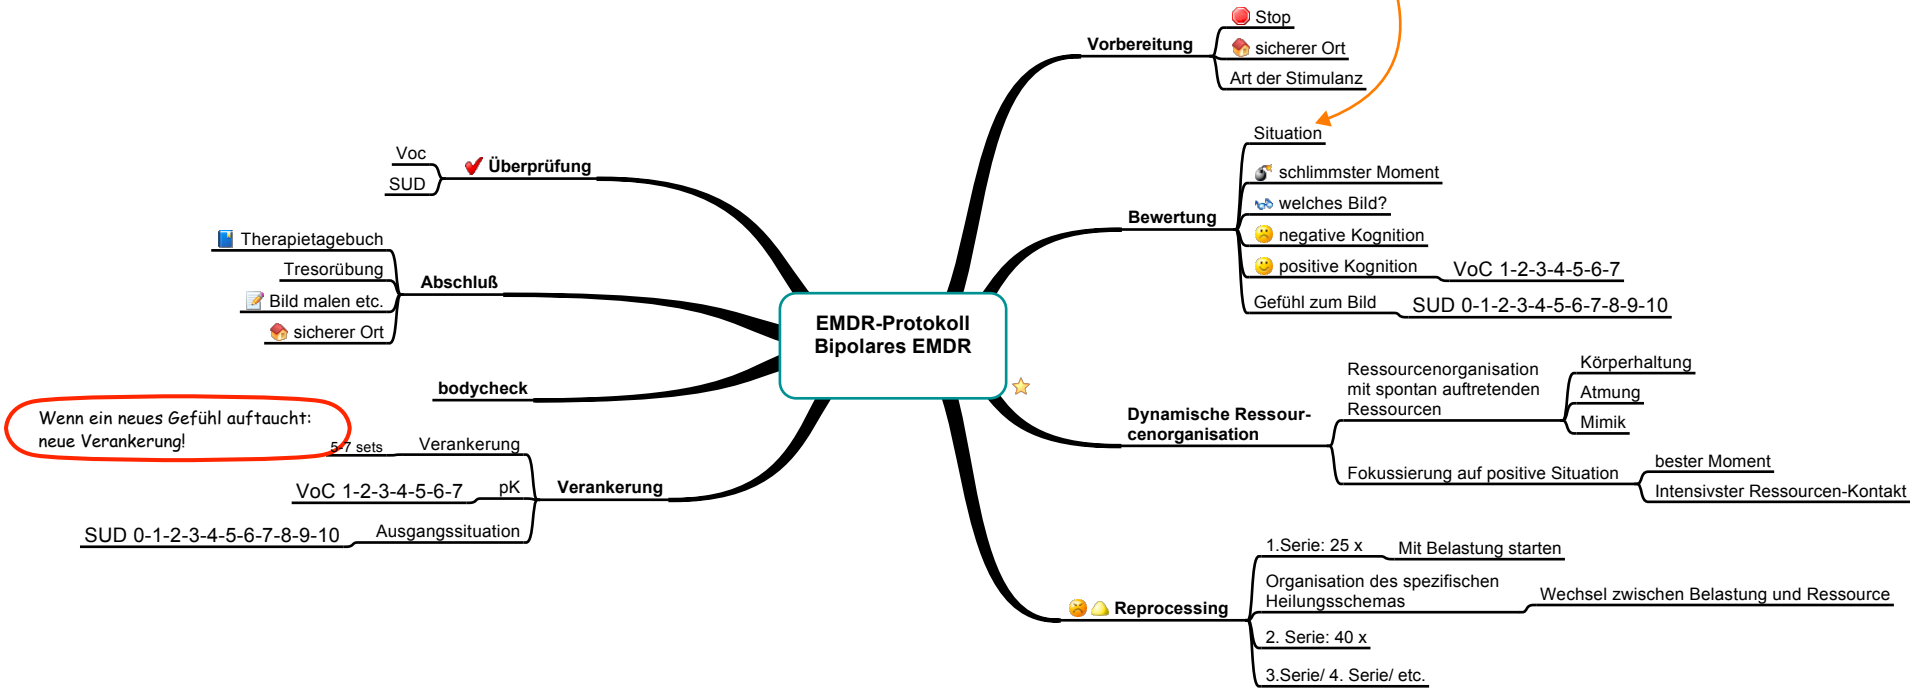 EMDR-Protokoll
Bipolares EMDR
Vorbereitung
Stop
sicherer Ort
Art der Stimulanz
Bewertung
Situation
schlimmster Moment
welches Bild?
negative Kognition
positive Kognition
VoC 1-2-3-4-5-6-7
Gefühl zum Bild
SUD 0-1-2-3-4-5-6-7-8-9-10
Dynamische Ressour-
cenorganisation
Ressourcenorganisation
mit spontan auftretenden
Ressourcen
Körperhaltung
Atmung
Mimik
Fokussierung auf positive Situation
bester Moment
Intensivster Ressourcen-Kontakt
Reprocessing
1.Serie: 25 x
Mit Belastung starten
Organisation des spezifischen
Heilungsschemas
Wechsel zwischen Belastung und Ressource
2. Serie: 40 x
3.Serie/ 4. Serie/ etc.
Verankerung
Verankerung
5-7 sets
Wenn ein neues Gefühl auftaucht:
neue Verankerung!
pK
VoC 1-2-3-4-5-6-7
Ausgangssituation
SUD 0-1-2-3-4-5-6-7-8-9-10
bodycheck
Abschluß
Therapietagebuch
Tresorübung
Bild malen etc.
sicherer Ort
Überprüfung
Voc
SUD